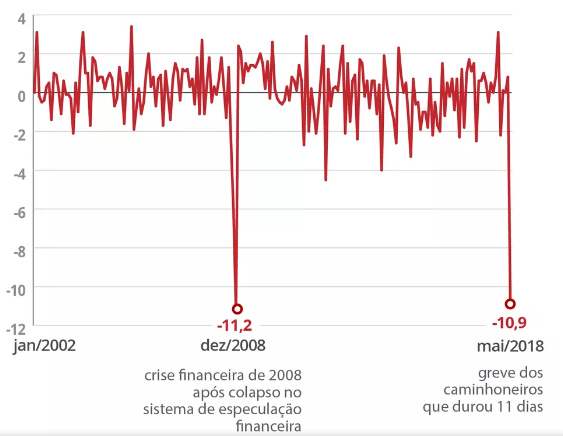 4
2
0
-2
-4
-6
-8
-10
-12
-11,2
-10,9
jan/2002
dez/2008
mai/2018
crise financeira de 2008
após colapso no
sistema de especulação
financeira
greve dos
caminhoneiros
que durou 11 dias